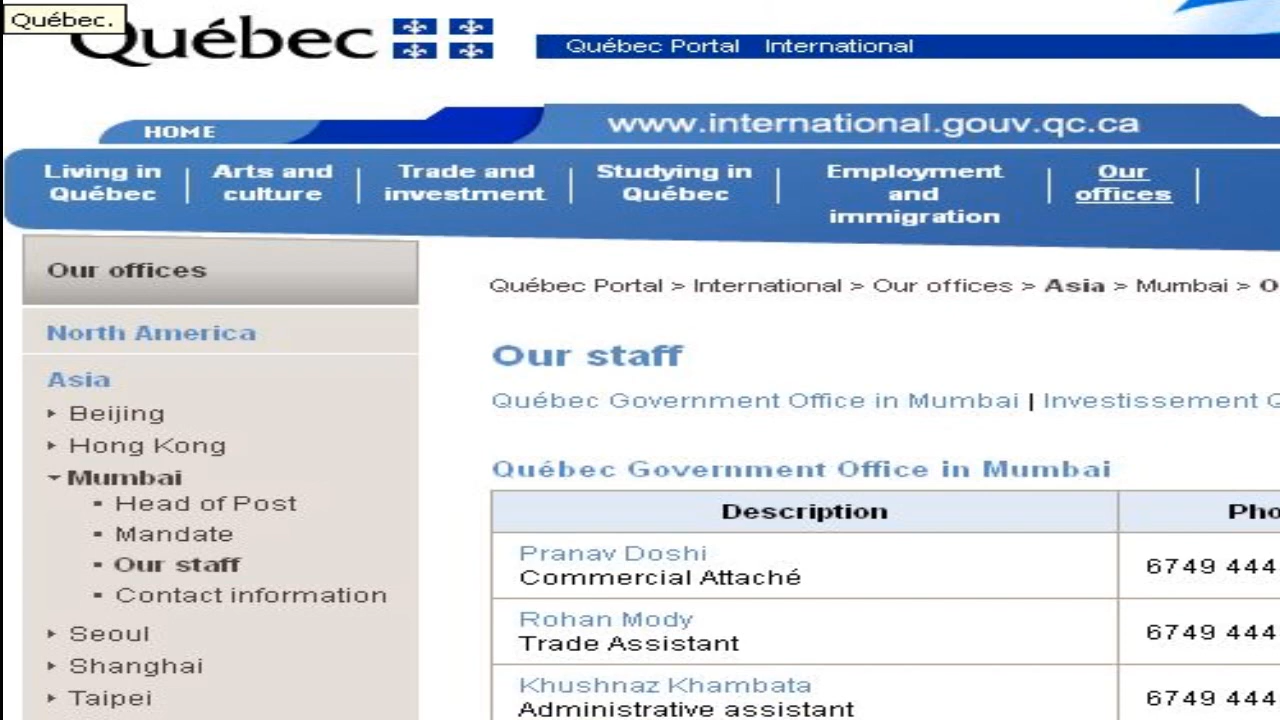 Québec.
Québec
Québec Portal International
HOME
www.international.gouv.qc.ca
Living in Québec
Arts and culture
Trade and investment
Studying in Québec
Employment and immigration
Our offices
Our offices
North America
Asia
Beijing
Hong Kong
Mumbai
Head of Post
Mandate
Our staff
Contact information
Seoul
Shanghai
Taipei
Québec Portal > International > Our offices > Asia > Mumbai >
Our staff
Québec Government Office in Mumbai | Investissement
Québec Government Office in Mumbai
Description
Pranav Doshi
Commercial Attaché
6749 444
Rohan Mody
Trade Assistant
6749 444
Khushnaz Khambata
Administrative assistant
6749 444